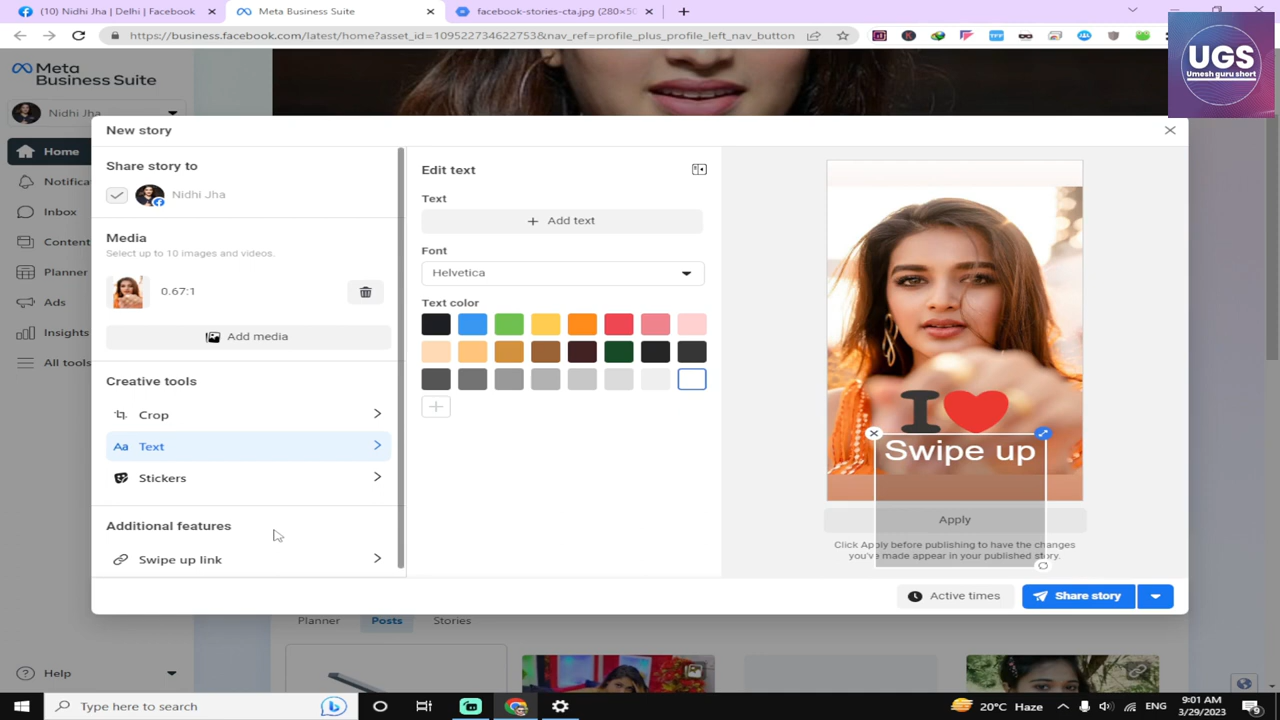 (10) Nidhi Jha | Delhi | Facebook
Meta Business Suite
facebook-stories-cta.jpg (280×50
https://business.facebook.com/latest/home?asset_id=109522734622753&nav_ref=profile_plus_profile_left_nav_button
UGS
Umesh guru short
Meta
Business Suite
Nidhi Jha
Home
Notifica
Inbox
Content
Planner
Ads
Insights
All tools
Help
New story
Share story to
Nidhi Jha
Media
Select up to 10 images and videos.
0.67:1
Add media
Creative tools
Crop
Aa Text
Stickers
Additional features
Swipe up link
Edit text
Text
+ Add text
Font
Helvetica
Text color
I
Swipe up
Apply
Click Apply before publishing to have the changes
you've made appear in your published story.
Active times
Share story
Planner
Posts
Stories
Type here to search
20°C Haze
ENG
9:01 AM
3/29/2023
9